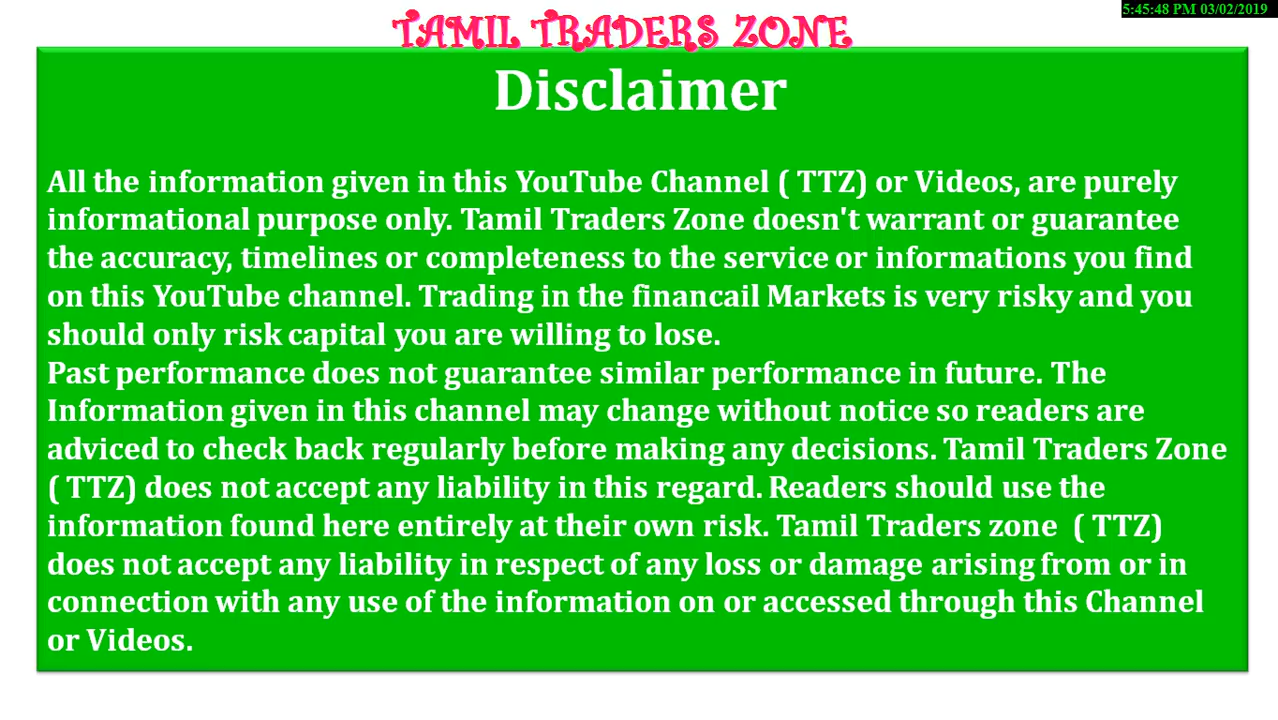 5:45:48 PM 03/02/2019
TAMIL TRADERS ZONE
Disclaimer
All the information given in this YouTube Channel ( TTZ) or Videos, are purely
informational purpose only. Tamil Traders Zone doesn't warrant or guarantee
the accuracy, timelines or completeness to the service or informations you find
on this YouTube channel. Trading in the financail Markets is very risky and you
should only risk capital you are willing to lose.
Past performance does not guarantee similar performance in future. The
Information given in this channel may change without notice so readers are
adviced to check back regularly before making any decisions. Tamil Traders Zone
( TTZ) does not accept any liability in this regard. Readers should use the
information found here entirely at their own risk. Tamil Traders zone  ( TTZ)
does not accept any liability in respect of any loss or damage arising from or in
connection with any use of the information on or accessed through this Channel
or Videos.